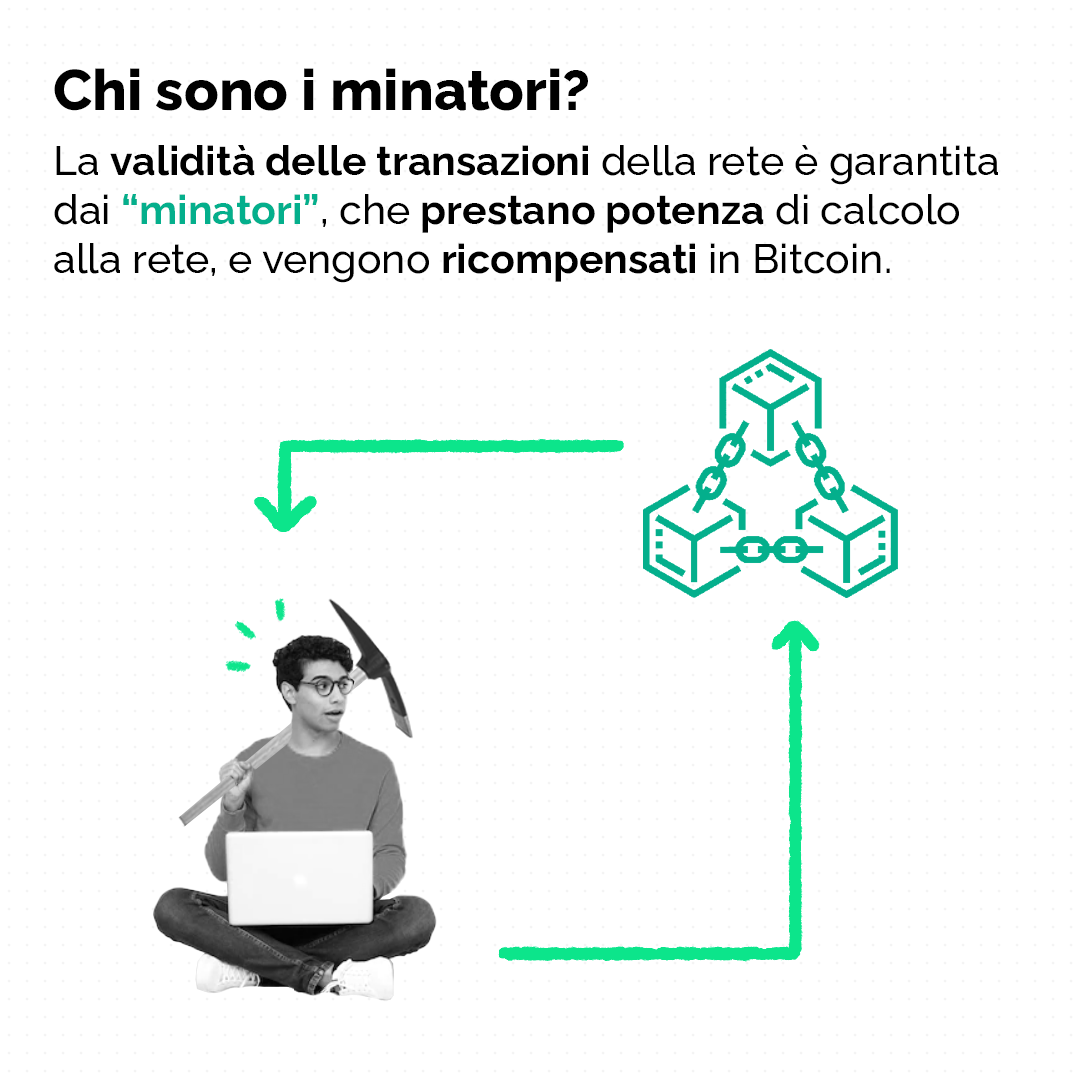 Chi sono i minatori?
La validità delle transazioni della rete è garantita
dai “minatori”, che prestano potenza di calcolo
alla rete, e vengono ricompensati in Bitcoin.